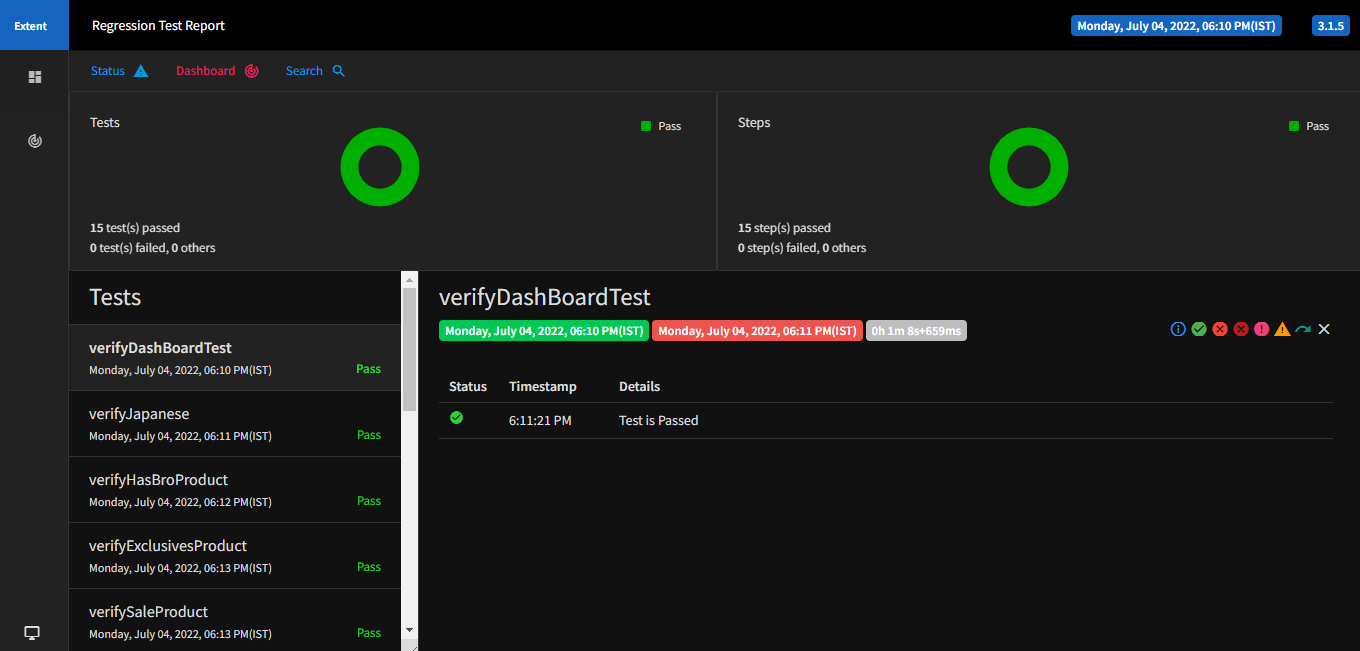 Extent
Regression Test Report
Monday, July 04, 2022, 06:10 PM(IST)
3.1.5
Status
Dashboard
Search
Tests
Pass
15 test(s) passed
0 test(s) failed, 0 others
Steps
Pass
15 step(s) passed
0 step(s) failed, 0 others
Tests
verifyDashBoardTest
Monday, July 04, 2022, 06:10 PM(IST)
Pass
verifyJapanese
Monday, July 04, 2022, 06:11 PM(IST)
Pass
verifyHasBroProduct
Monday, July 04, 2022, 06:12 PM(IST)
Pass
verifyExclusivesProduct
Monday, July 04, 2022, 06:13 PM(IST)
Pass
verifySaleProduct
Monday, July 04, 2022, 06:13 PM(IST)
Pass
verifyDashBoardTest
Monday, July 04, 2022, 06:10 PM(IST) Monday, July 04, 2022, 06:11 PM(IST) 0h 1m 8s+659ms
Status Timestamp Details
6:11:21 PM Test is Passed